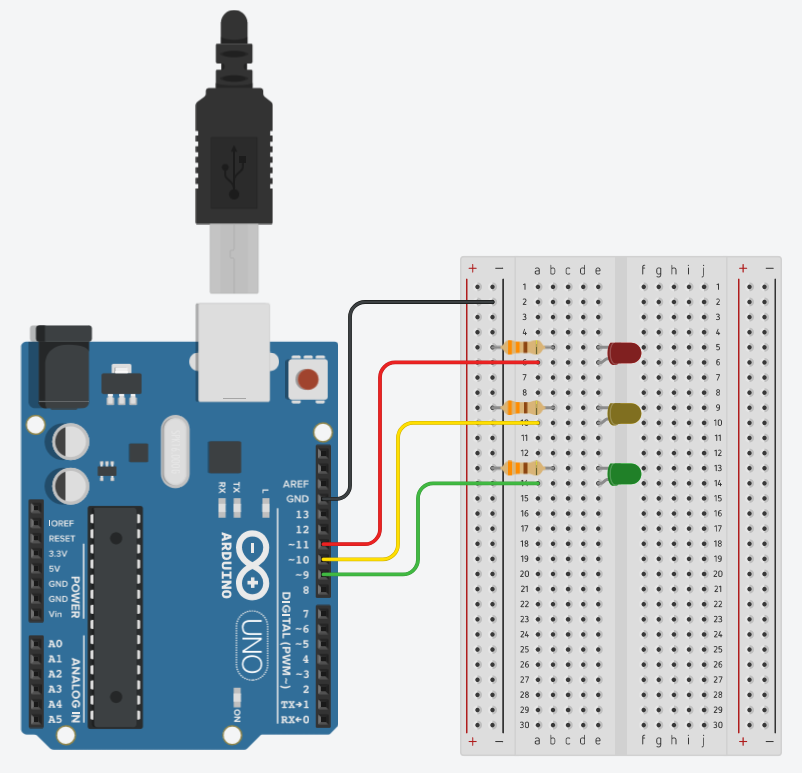 + − a b c d e f g h i j + −
1 1
2 2
3 3
4 4
5 5
6 6
7 7
8 8
9 9
10 10
11 11
12 12
13 13
14 14
15 15
16 16
17 17
18 18
19 19
20 20
21 21
22 22
23 23
24 24
25 25
26 26
27 27
28 28
29 29
30 30
+ − a b c d e f g h i j + −
AREF
GND
13
12
~11
~10
~9
8
7
~6
~5
4
~3
2
TX→1
RX←0
DIGITAL (PWM~)
IOREF
RESET
3.3V
5V
GND
GND
Vin
POWER
A0
A1
A2
A3
A4
A5
ANALOG IN
RX
TX
L
ARDUINO
UNO
ON